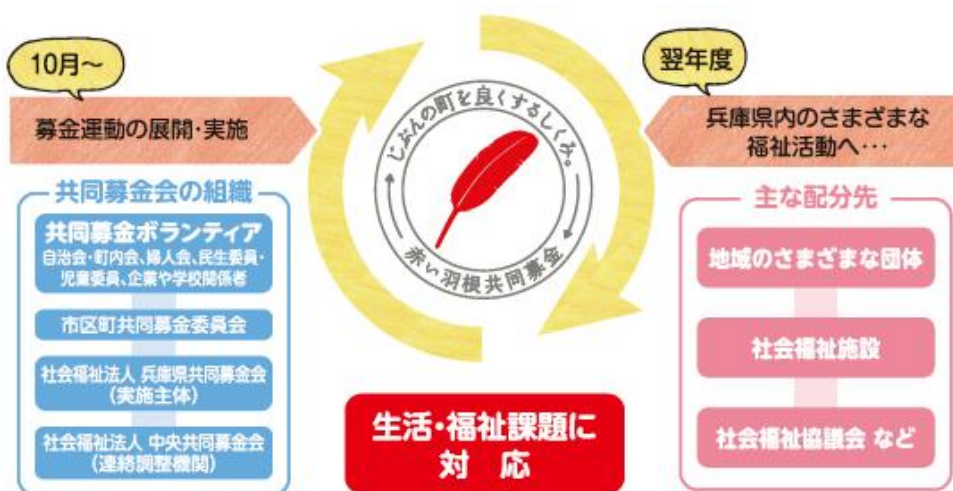 10月～
募金運動の展開・実施
共同募金会の組織
共同募金ボランティア
自治会・町内会、婦人会、民生委員・
児童委員、企業や学校関係者
市区町共同募金委員会
社会福祉法人 兵庫県共同募金会
(実施主体)
社会福祉法人 中央共同募金会
(連絡調整機関)
じぶんの町を良くするしくみ。
赤い羽根共同募金
生活・福祉課題に
対 応
翌年度
兵庫県内のさまざまな
福祉活動へ…
主な配分先
地域のさまざまな団体
社会福祉施設
社会福祉協議会 など